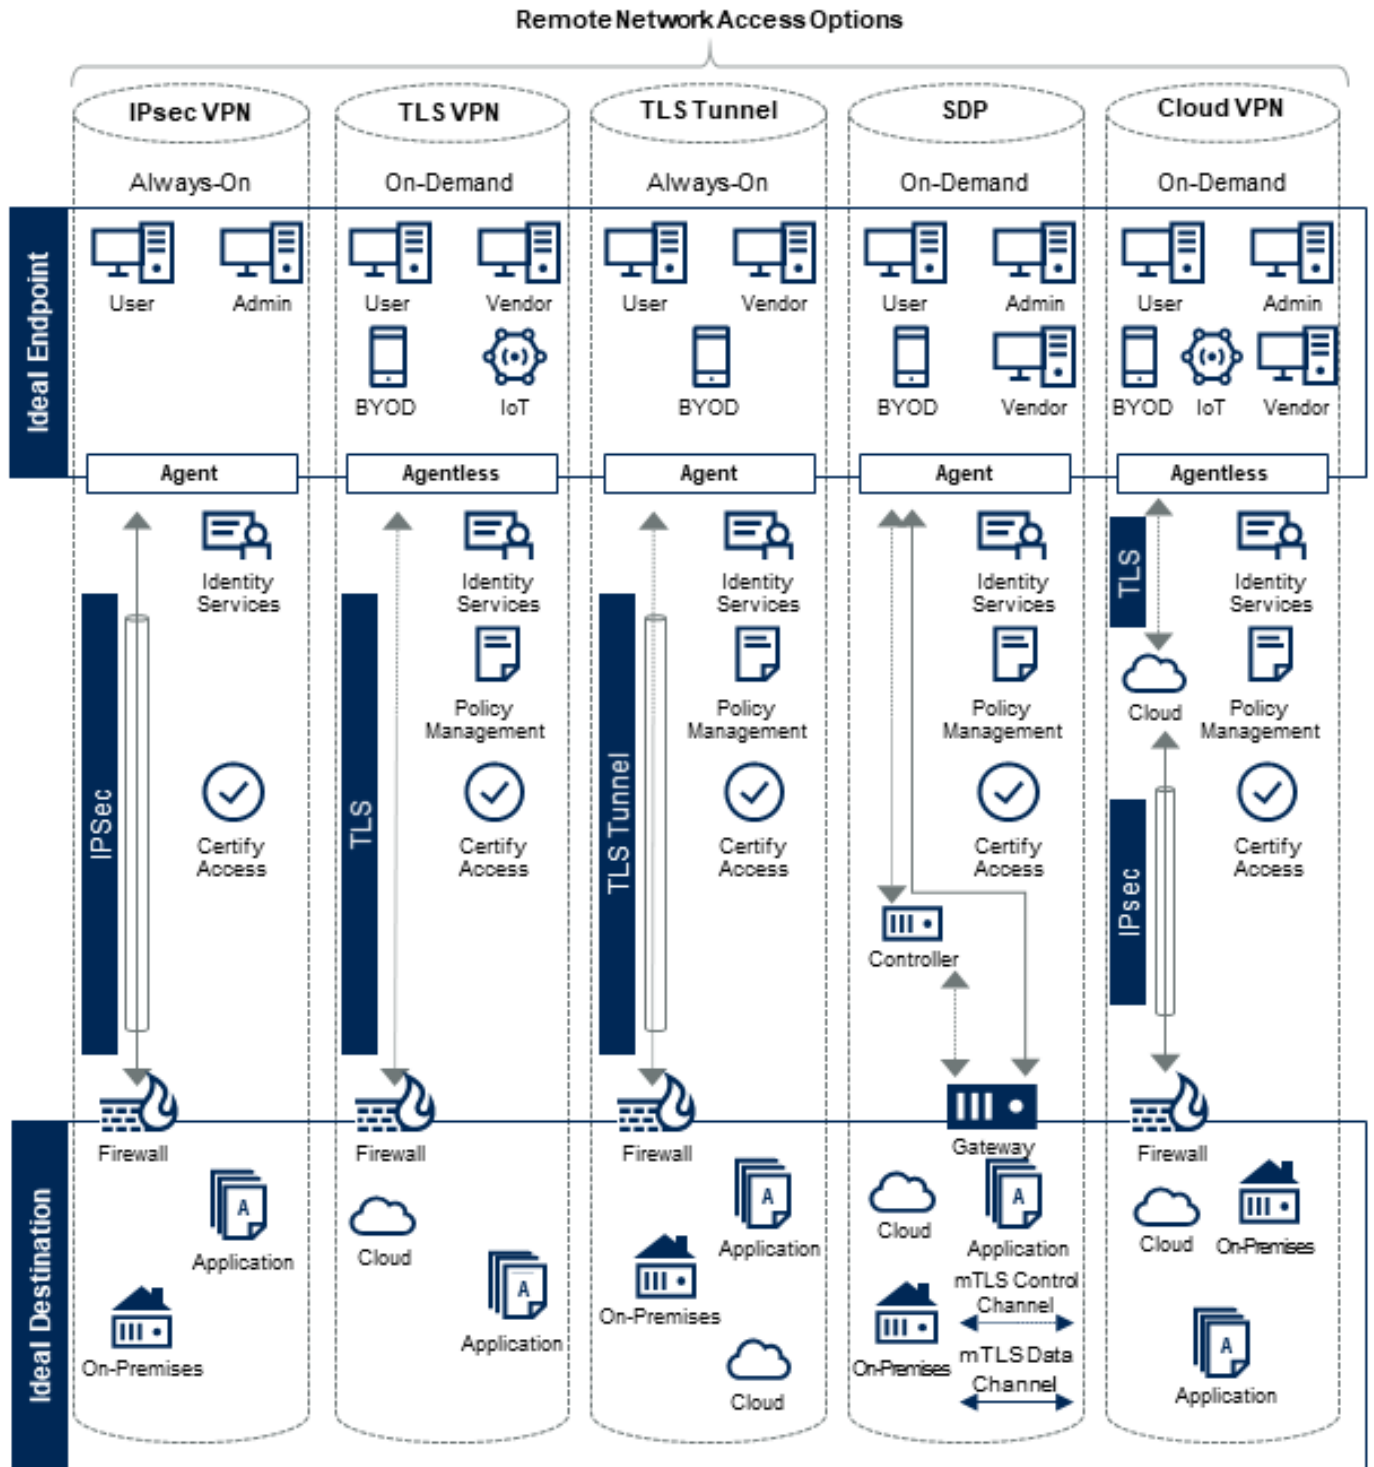 Remote Network Access Options
IPsec VPN
TLS VPN
TLS Tunnel
SDP
Cloud VPN
Always-On
On-Demand
Always-On
On-Demand
On-Demand
Ideal Endpoint
User
Admin
User
Vendor
User
Vendor
User
Admin
User
Admin
BYOD
IoT
BYOD
BYOD
Vendor
BYOD
IoT
Vendor
Agent
Agentless
Agent
Agent
Agentless
IPSec
Identity
Services
Certify
Access
TLS
Identity
Services
Policy
Management
Certify
Access
TLS Tunnel
Identity
Services
Policy
Management
Certify
Access
Identity
Services
Policy
Management
Certify
Access
Controller
TLS
Identity
Services
Cloud
Policy
Management
IPsec
Certify
Access
Ideal Destination
Firewall
Application
A
On-Premises
Firewall
Cloud
A
Application
Firewall
A
Application
On-Premises
Cloud
Gateway
Cloud
A
Application
mTLS Control
Channel
On-Premises
mTLS Data
Channel
Firewall
Cloud
On-Premises
A
Application